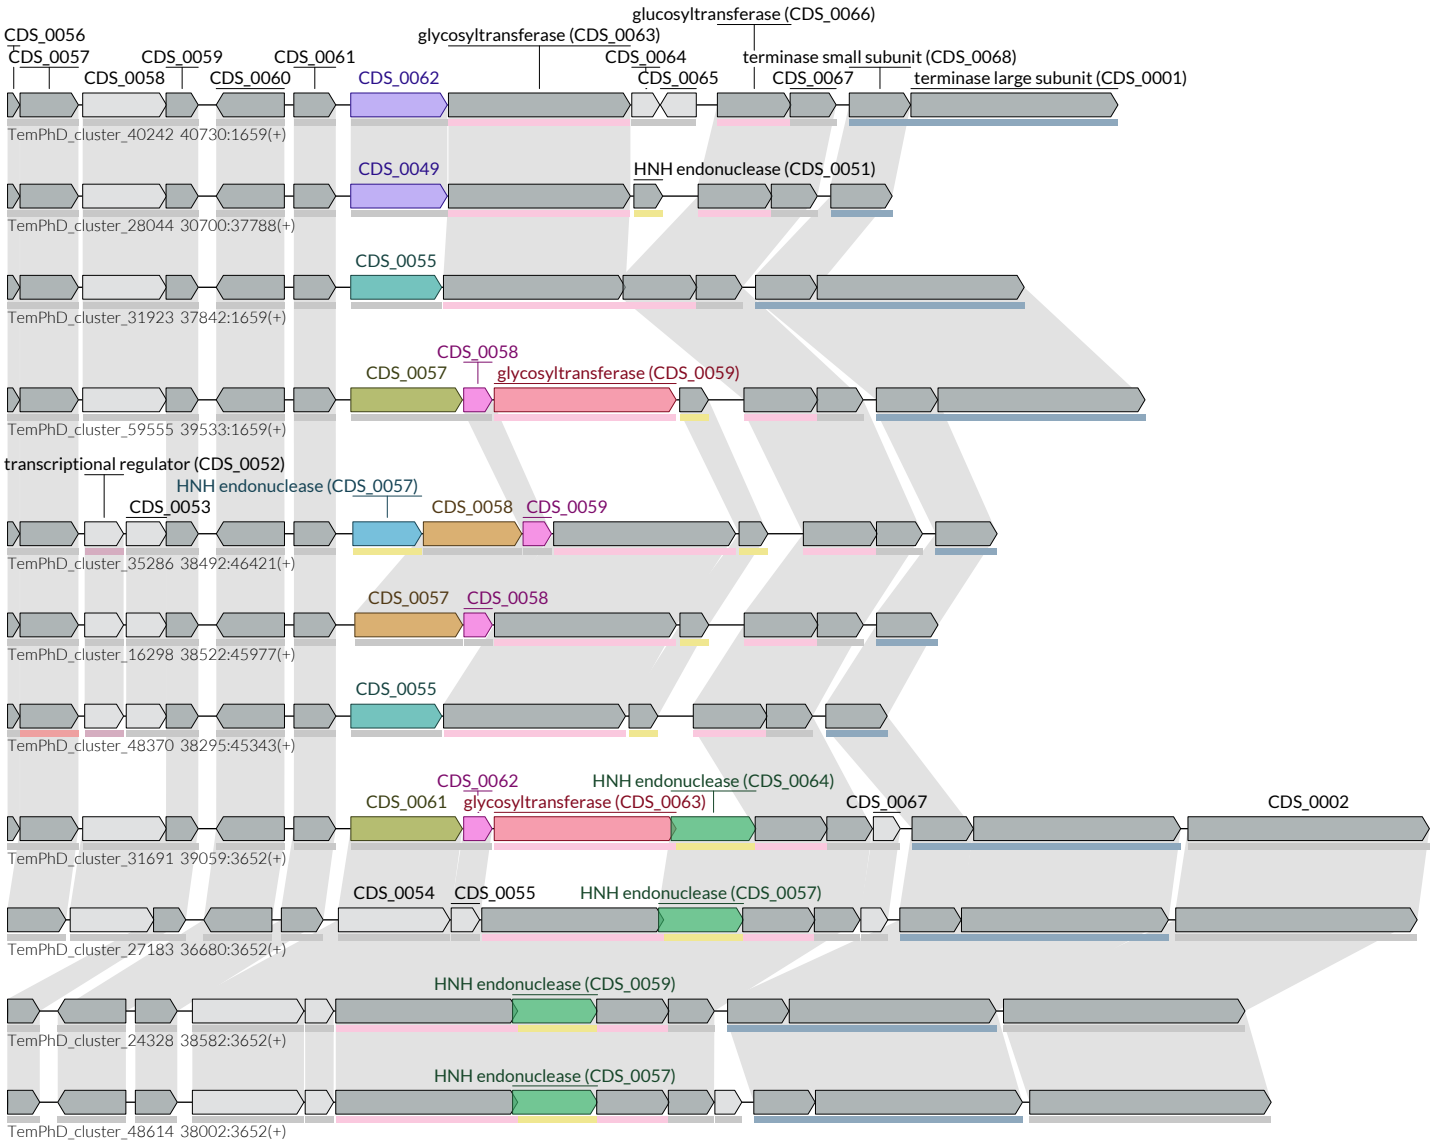 glucosyltransferase (CDS_0066)
CDS_0056 glycosyltransferase (CDS_0063)
CDS_0057 CDS_0059 CDS_0061 CDS_0064 terminase small subunit (CDS_0068)
CDS_0058 CDS_0060 CDS_0062 CDS_0065 CDS_0067 terminase large subunit (CDS_0001)
TemPhD_cluster_40242 40730:1659(+)
CDS_0049 HNH endonuclease (CDS_0051)
TemPhD_cluster_28044 30700:37788(+)
CDS_0055
TemPhD_cluster_31923 37842:1659(+)
CDS_0058
CDS_0057 glycosyltransferase (CDS_0059)
TemPhD_cluster_59555 39533:1659(+)
transcriptional regulator (CDS_0052)
HNH endonuclease (CDS_0057)
CDS_0053 CDS_0058 CDS_0059
TemPhD_cluster_35286 38492:46421(+)
CDS_0057 CDS_0058
TemPhD_cluster_16298 38522:45977(+)
CDS_0055
TemPhD_cluster_48370 38295:45343(+)
CDS_0062 HNH endonuclease (CDS_0064)
CDS_0061 glycosyltransferase (CDS_0063) CDS_0067 CDS_0002
TemPhD_cluster_31691 39059:3652(+)
CDS_0054 CDS_0055 HNH endonuclease (CDS_0057)
TemPhD_cluster_27183 36680:3652(+)
HNH endonuclease (CDS_0059)
TemPhD_cluster_24328 38582:3652(+)
HNH endonuclease (CDS_0057)
TemPhD_cluster_48614 38002:3652(+)